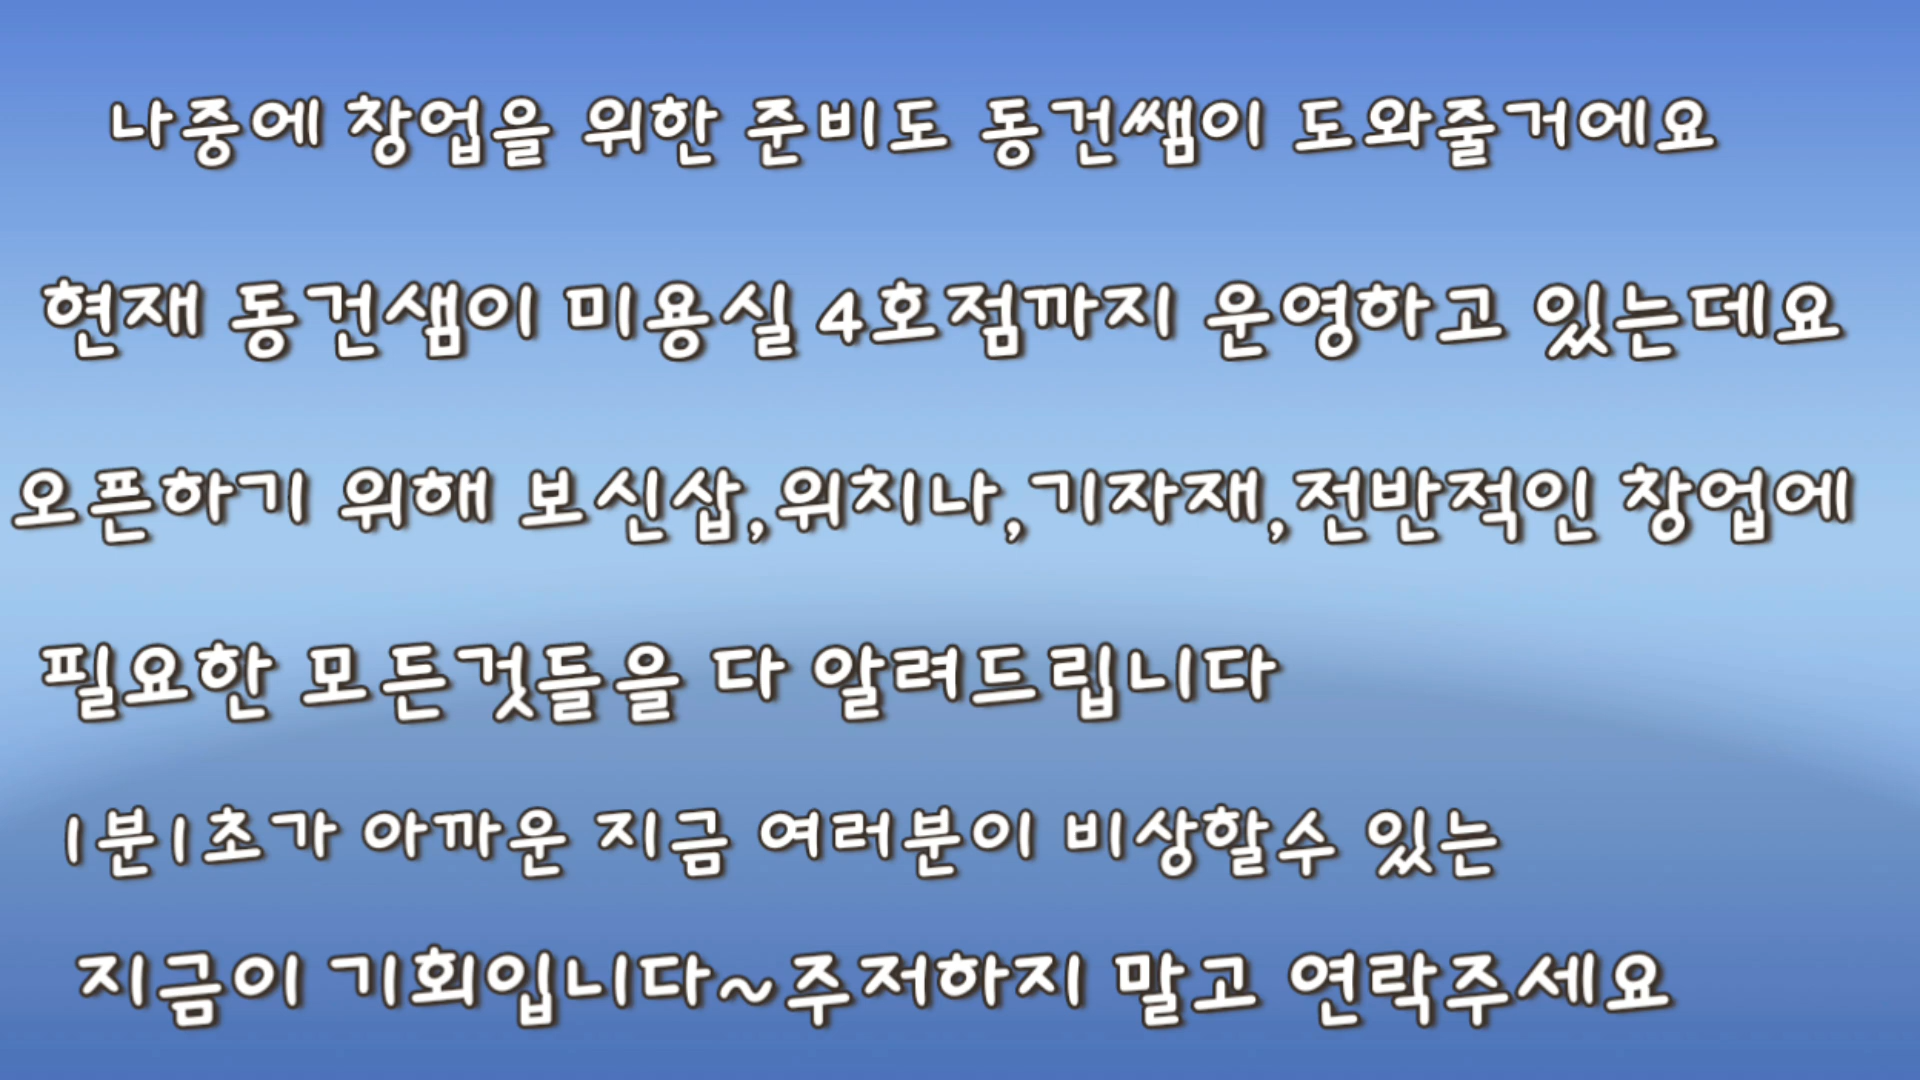 나중에 창업을 위한 준비도 동건쌤이 도와줄거에요
현재 동건샘이 미용실 4호점까지 운영하고 있는데요
오픈하기 위해 보신삽,위치나,기자재,전반적인 창업에
필요한 모든것들을 다 알려드립니다
1분1초가 아까운 지금 여러분이 비상할수 있는
지금이 기회입니다~주저하지 말고 연락주세요